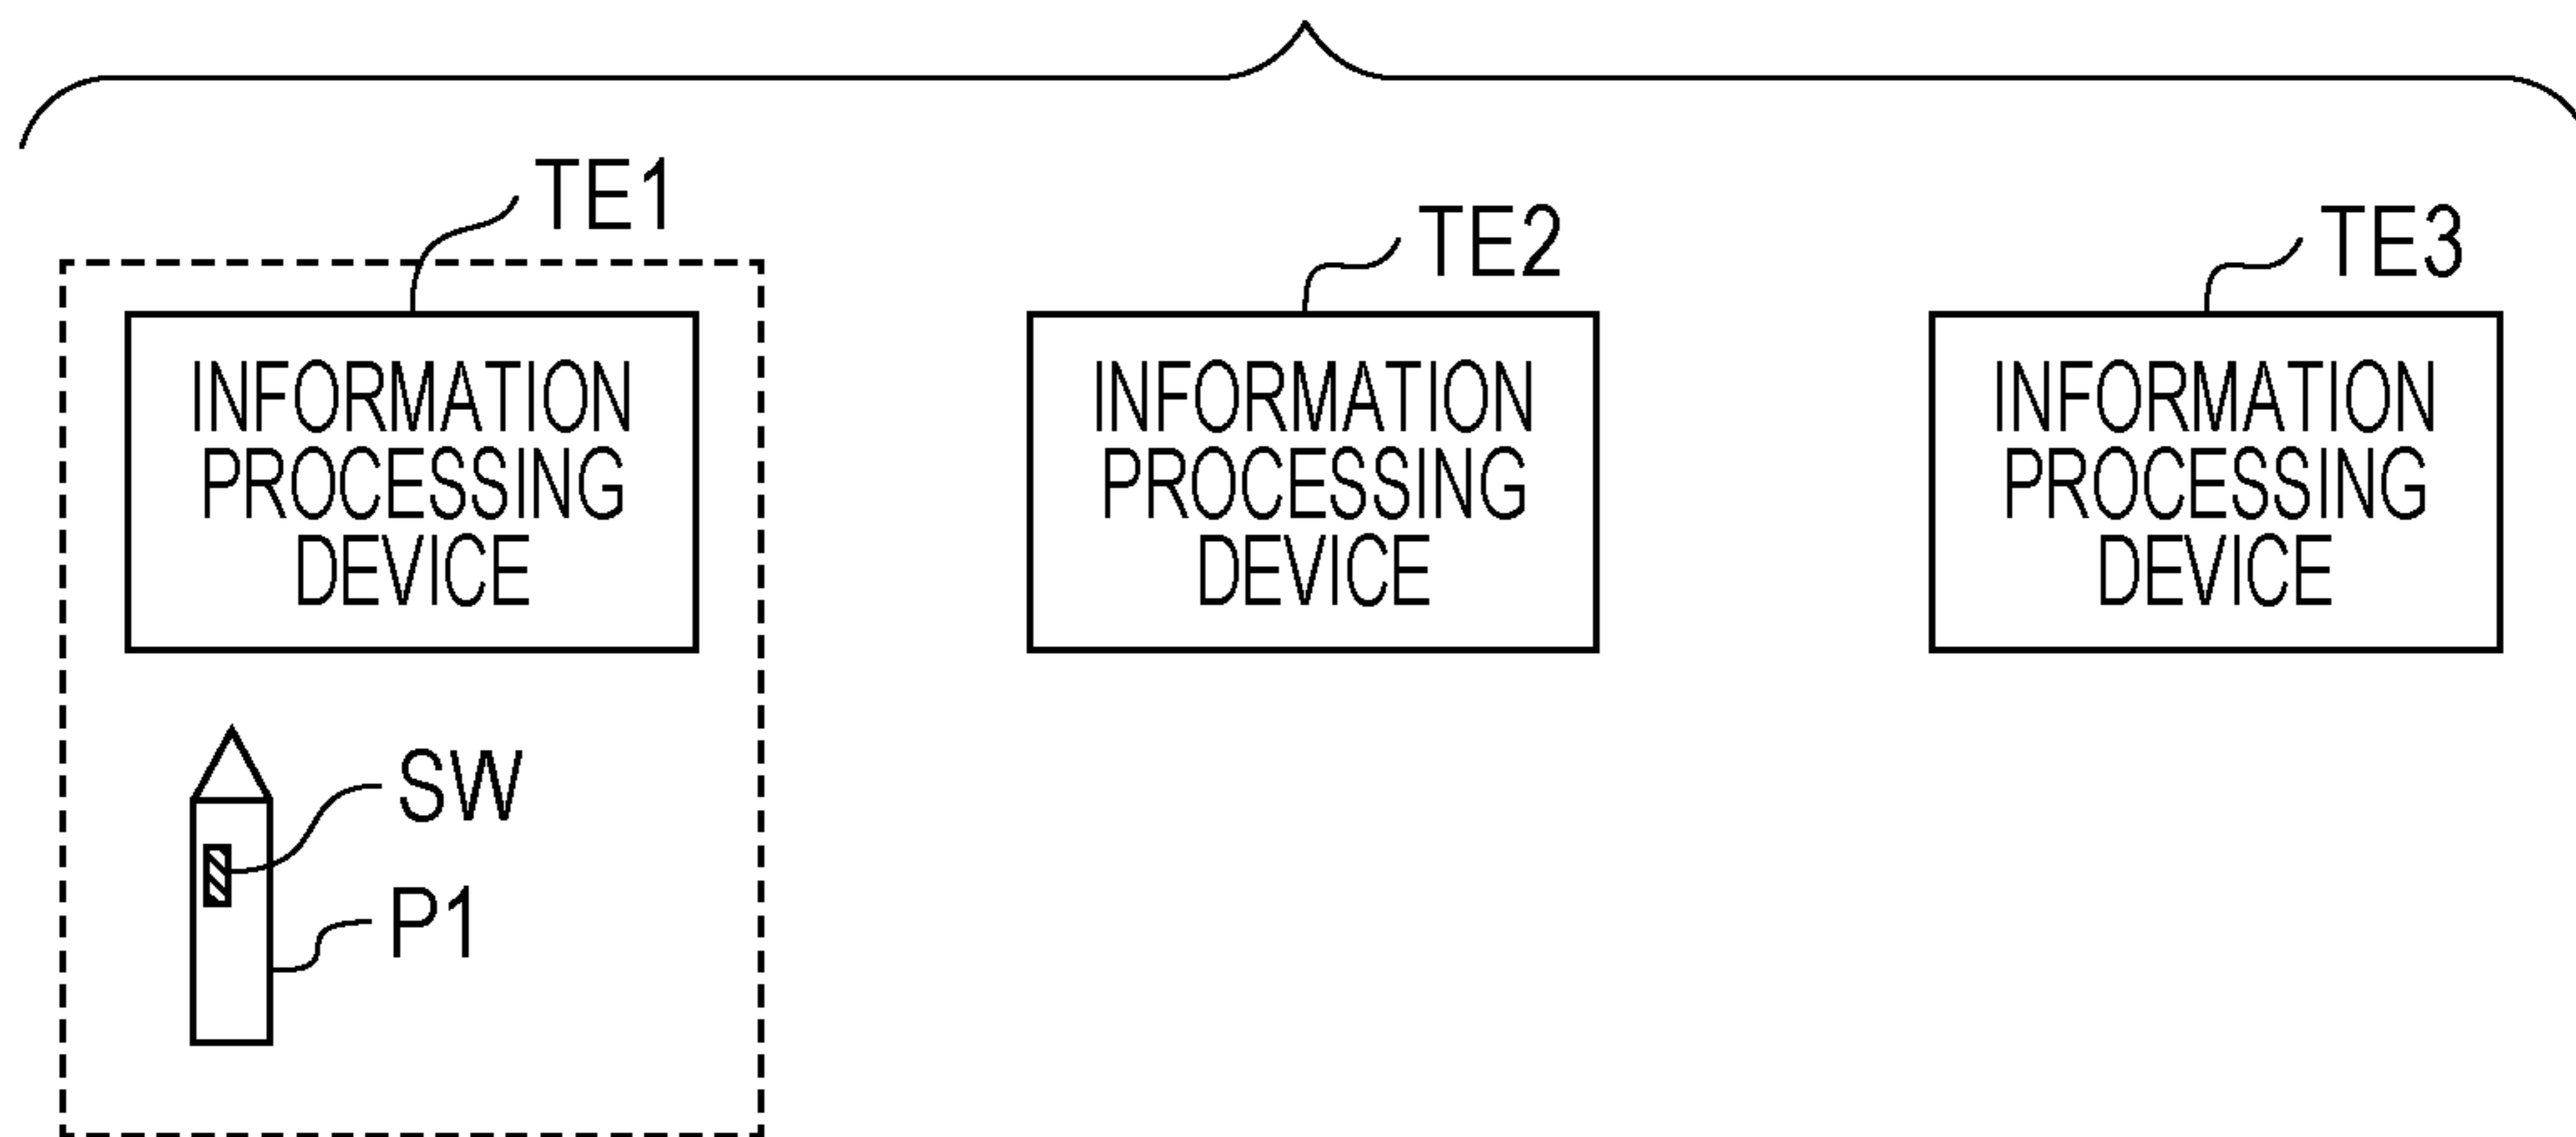 TE1
TE2
TE3
INFORMATION
PROCESSING
DEVICE
INFORMATION
PROCESSING
DEVICE
INFORMATION
PROCESSING
DEVICE
SW
P1